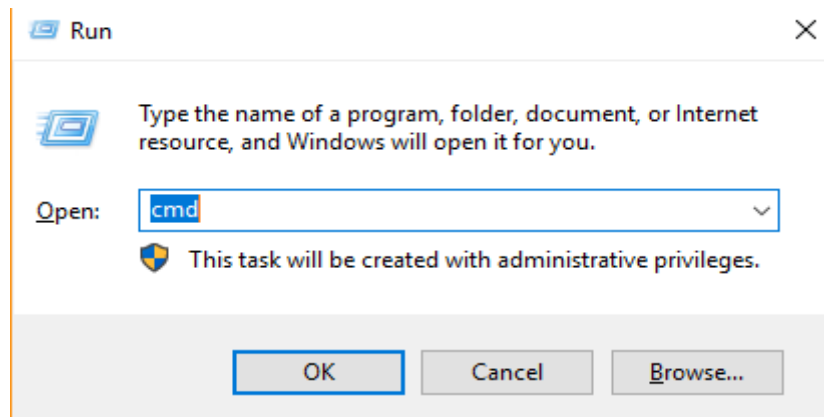 Run
Type the name of a program, folder, document, or Internet
resource, and Windows will open it for you.
Open: cmd
This task will be created with administrative privileges.
OK Cancel Browse...